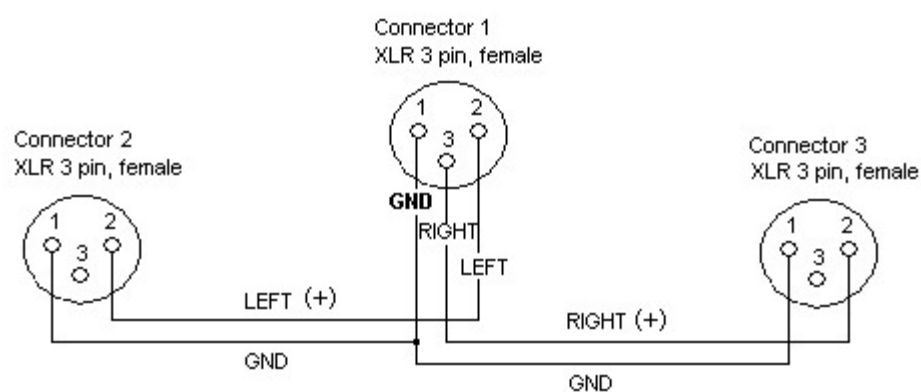 Connector 1
XLR 3 pin, female
1 2
3
Connector 2
XLR 3 pin, female
1 2
3
Connector 3
XLR 3 pin, female
1 2
3
GND
RIGHT
LEFT
LEFT (+)
RIGHT (+)
GND
GND